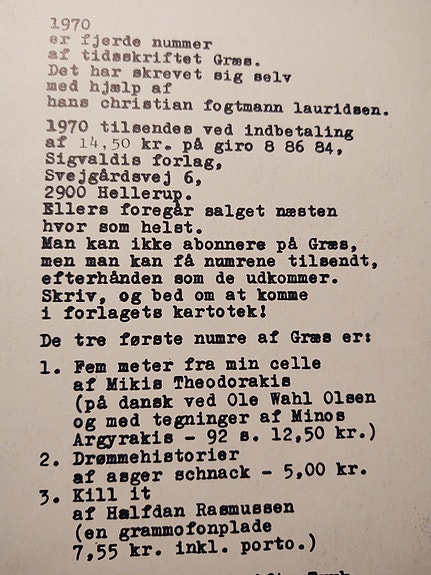 1970
er fjerde nummer
af tidsskriftet Græs.
Det har skrevet sig selv
med hjælp af
hans christian fogtmann lauridsen.
1970 tilsendes ved indbetaling
af 14,50 kr. på giro 8 86 84,
Sigvaldis forlag,
Svejgårdsvej 6,
2900 Hellerup.
Ellers foregår salget næsten
hvor som helst.
Man kan ikke abonnere på Græs,
men man kan få numrene tilsendt,
efterhånden som de udkommer.
Skriv, og bed om at komme
i forlagets kartotek!
De tre første numre af Græs er:
1. Fem meter fra min celle
af Mikis Theodorakis
(på dansk ved Ole Wahl Olsen
og med tegninger af Minos
Argyrakis - 92 s. 12,50 kr.)
2. Drømmehistorier
af asger schnack - 5,00 kr.
3. Kill it
af Halfdan Rasmussen
(en grammofonplade
7,55 kr. inkl. porto.)